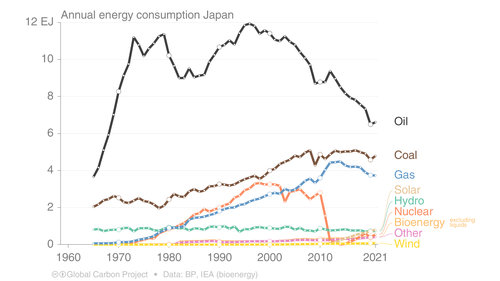 Annual energy consumption Japan
12 EJ
10
8
6
4
2
0
1960
1970
1980
1990
2000
2010
2021
Oil
Coal
Gas
Solar
Hydro
Nuclear
Bioenergy excluding liquids
Other
Wind
Global Carbon Project • Data: BP, IEA (bioenergy)